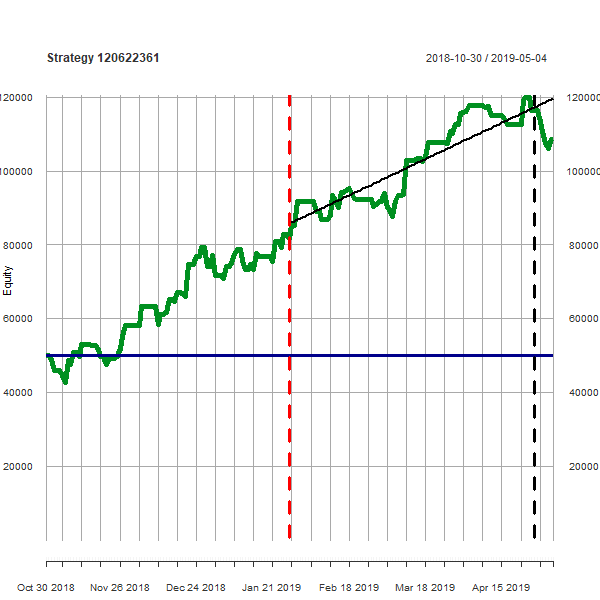 Strategy 120622361 2018-10-30 / 2019-05-04
120000 120000
100000 100000
80000 80000
Equity
60000 60000
40000 40000
20000 20000
Oct 30 2018 Nov 26 2018 Dec 24 2018 Jan 21 2019 Feb 18 2019 Mar 18 2019 Apr 15 2019